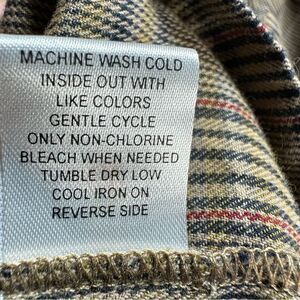 MACHINE WASH COLD
INSIDE OUT WITH
LIKE COLORS
GENTLE CYCLE
ONLY NON-CHLORINE
BLEACH WHEN NEEDED
TUMBLE DRY LOW
COOL IRON ON
REVERSE SIDE